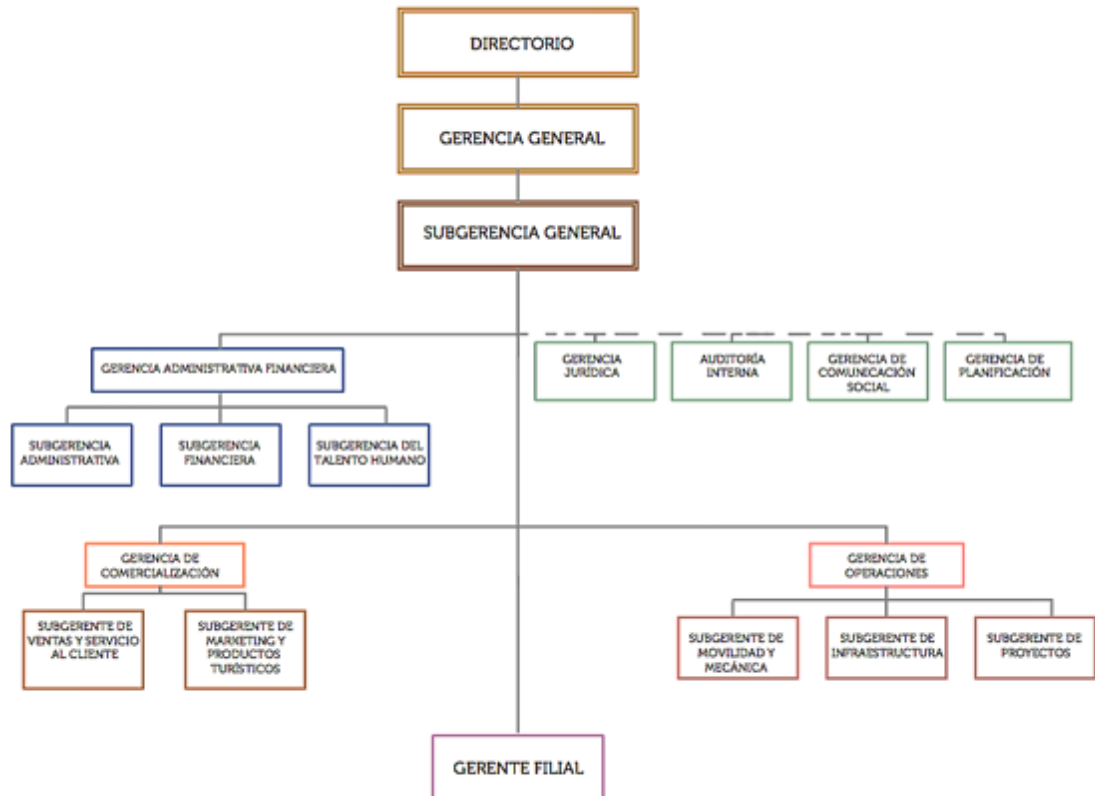 DIRECTORIO
GERENCIA GENERAL
SUBGERENCIA GENERAL
GERENCIA ADMINISTRATIVA FINANCIERA
GERENCIA
JURÍDICA
AUDITORÍA
INTERNA
GERENCIA DE
COMUNICACIÓN
SOCIAL
GERENCIA DE
PLANIFICACIÓN
SUBGERENCIA
ADMINISTRATIVA
SUBGERENCIA
FINANCIERA
SUBGERENCIA DEL
TALENTO HUMANO
GERENCIA DE
COMERCIALIZACIÓN
GERENCIA DE
OPERACIONES
SUBGERENTE DE
VENTAS Y SERVICIO
AL CLIENTE
SUBGERENTE DE
MARKETING Y
PRODUCTOS
TURÍSTICOS
SUBGERENTE DE
MOVILIDAD Y
MECÁNICA
SUBGERENTE DE
INFRAESTRUCTURA
SUBGERENTE DE
PROYECTOS
GERENTE FILIAL